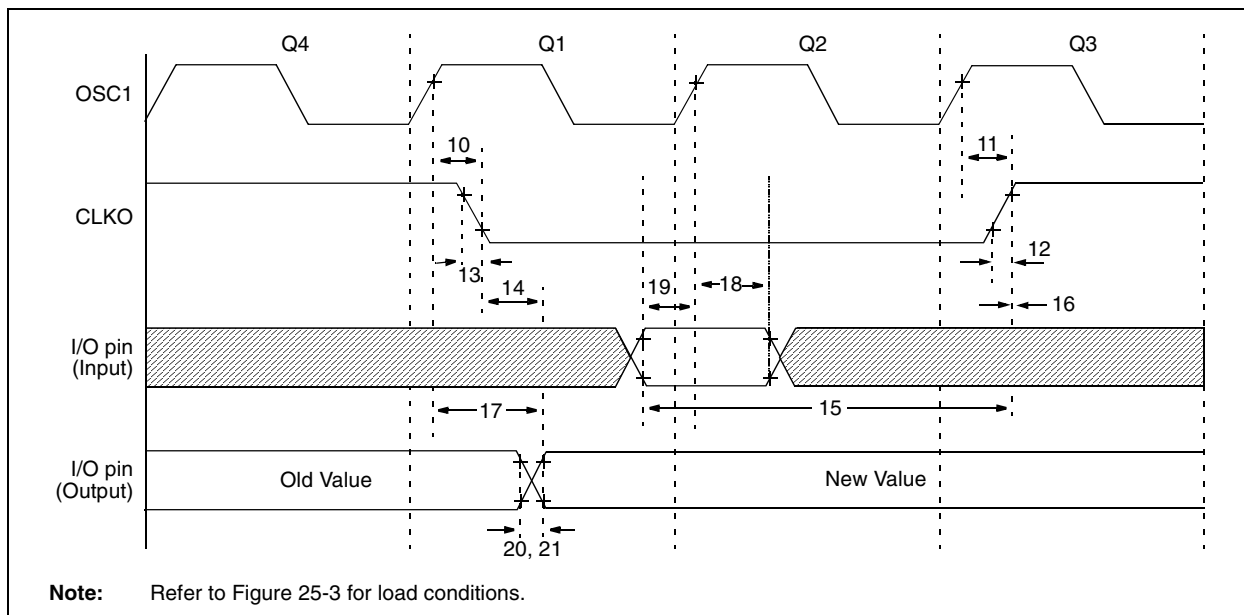 Q4 Q1 Q2 Q3
OSC1
10 11
CLKO
13 14 19 18 12
16
I/O pin
(Input)
17 15
I/O pin
(Output)
Old Value New Value
20, 21
Note: Refer to Figure 25-3 for load conditions.